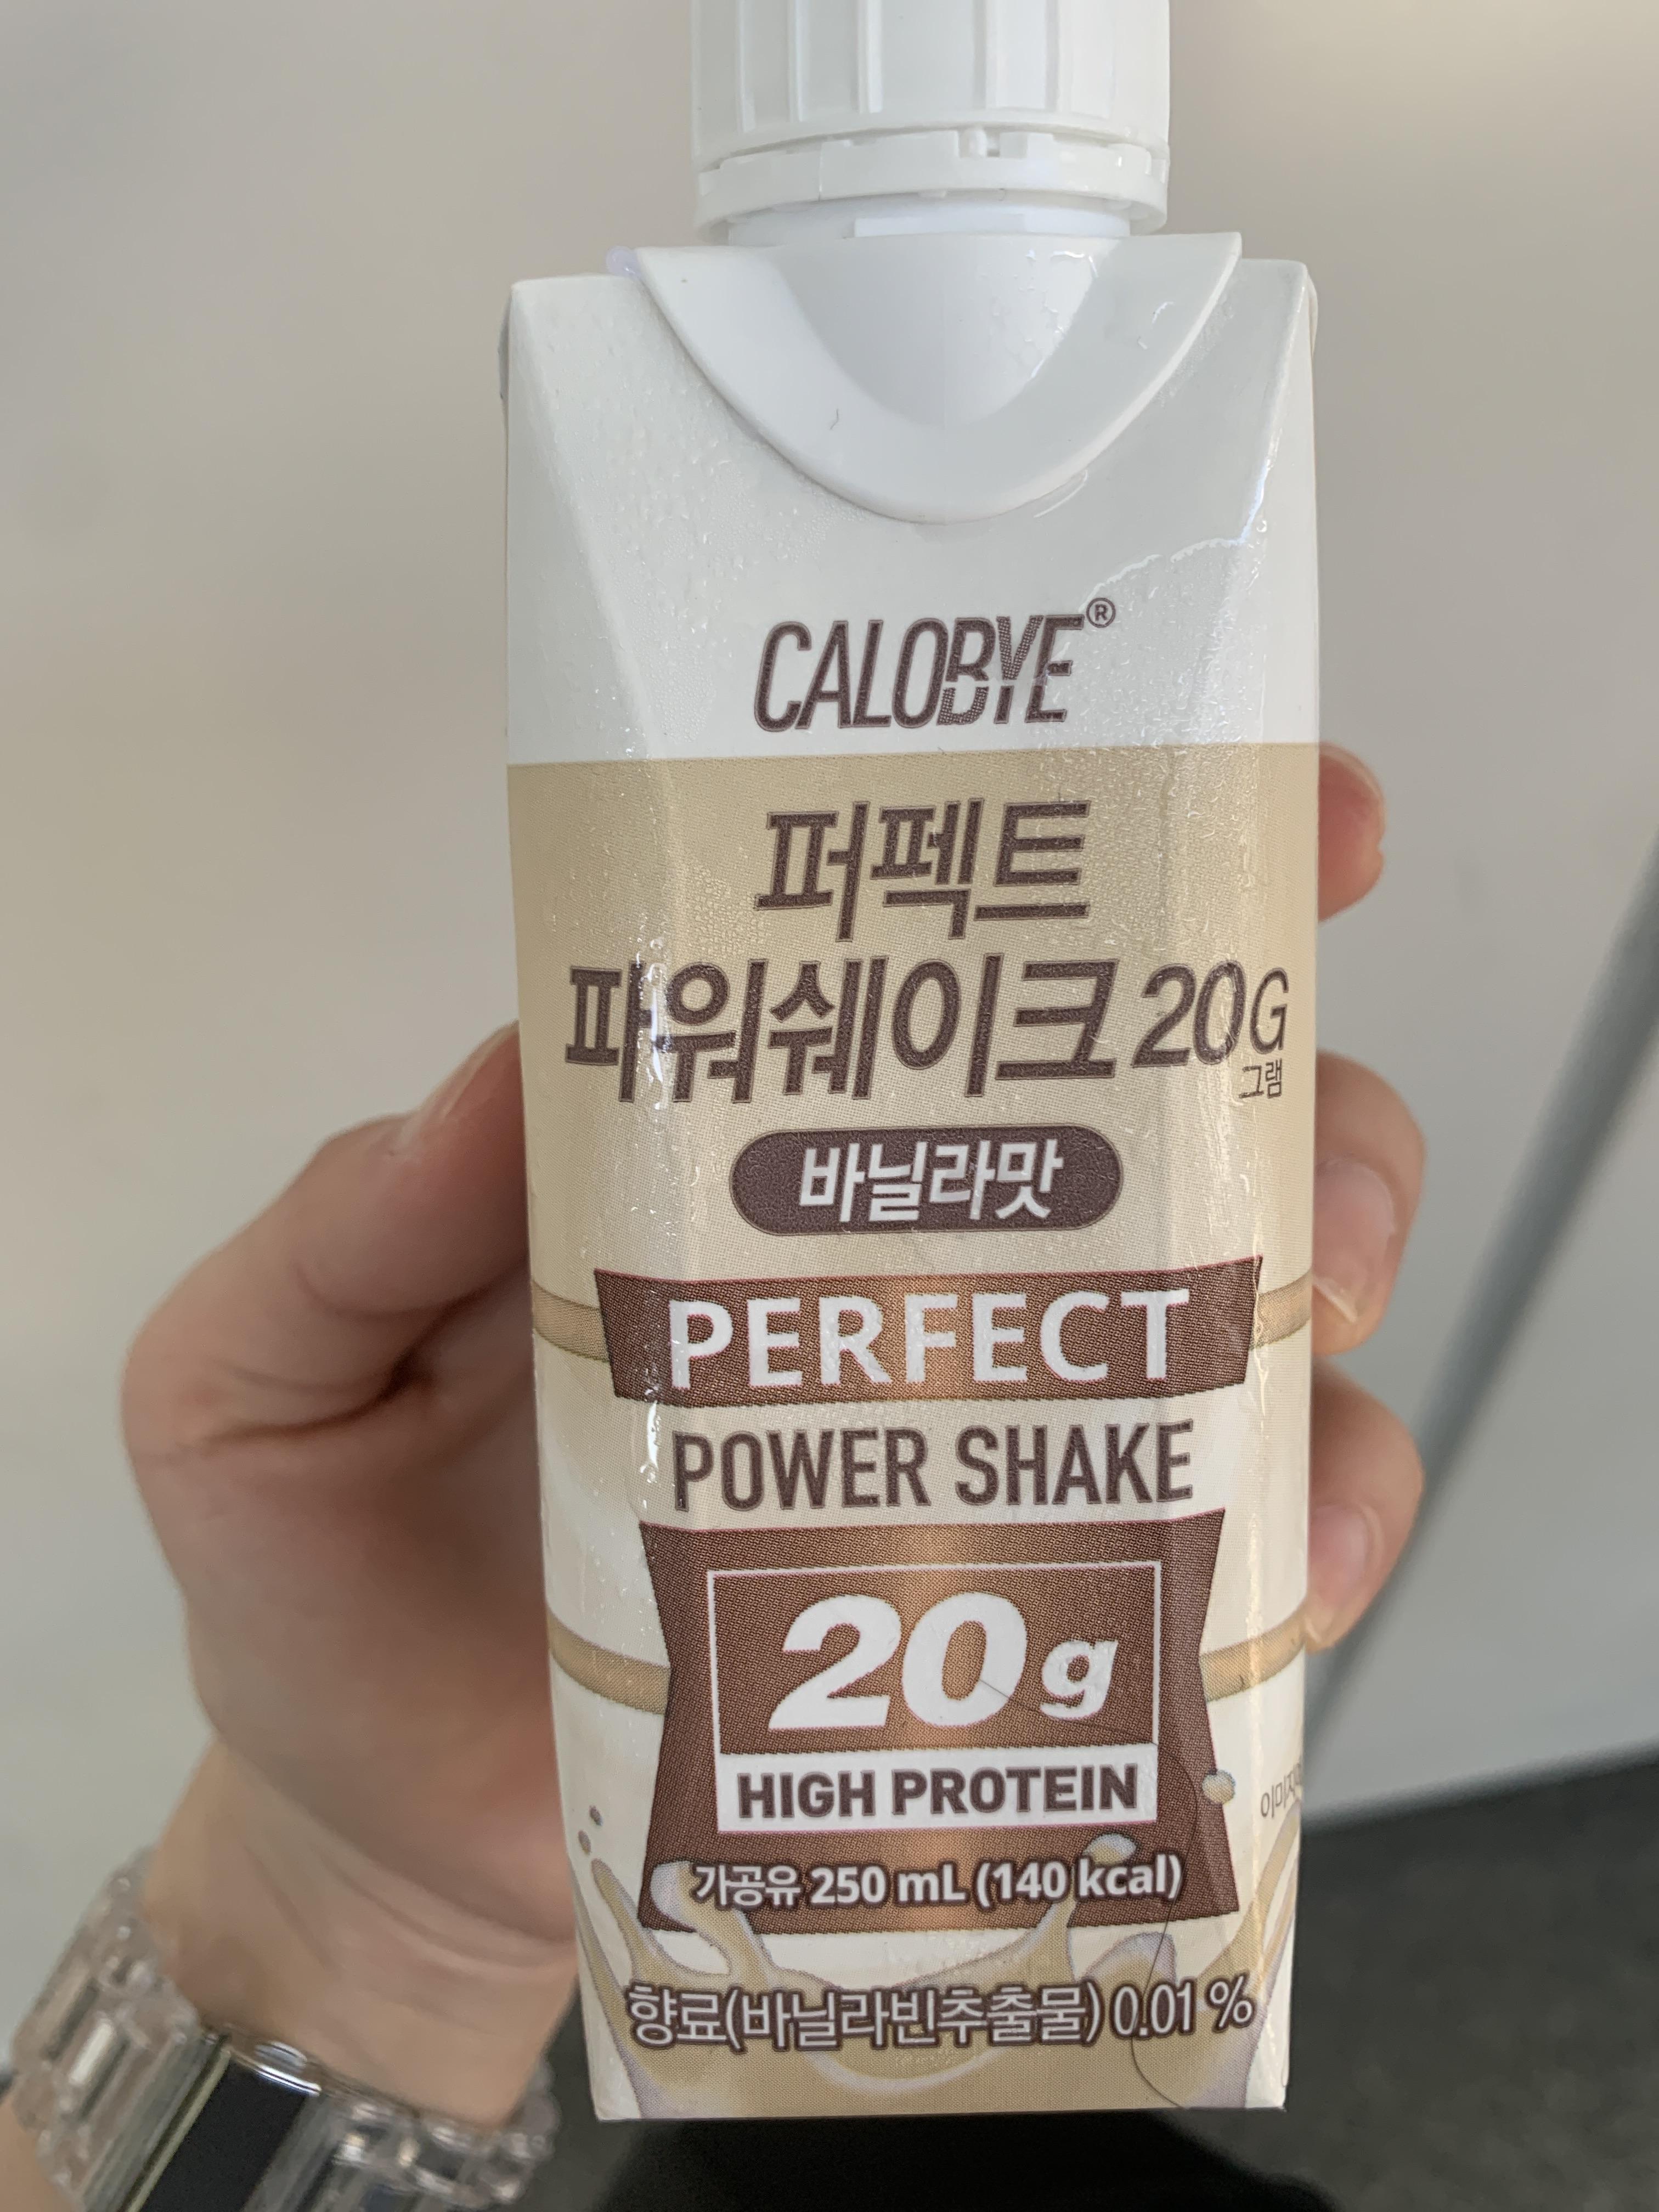 CALOBYE®
퍼펙트
파워쉐이크 20G
그램
바닐라맛
PERFECT
POWER SHAKE
20g
HIGH PROTEIN
가공유 250 mL (140 kcal)
향료(바닐라빈추출물) 0.01 %